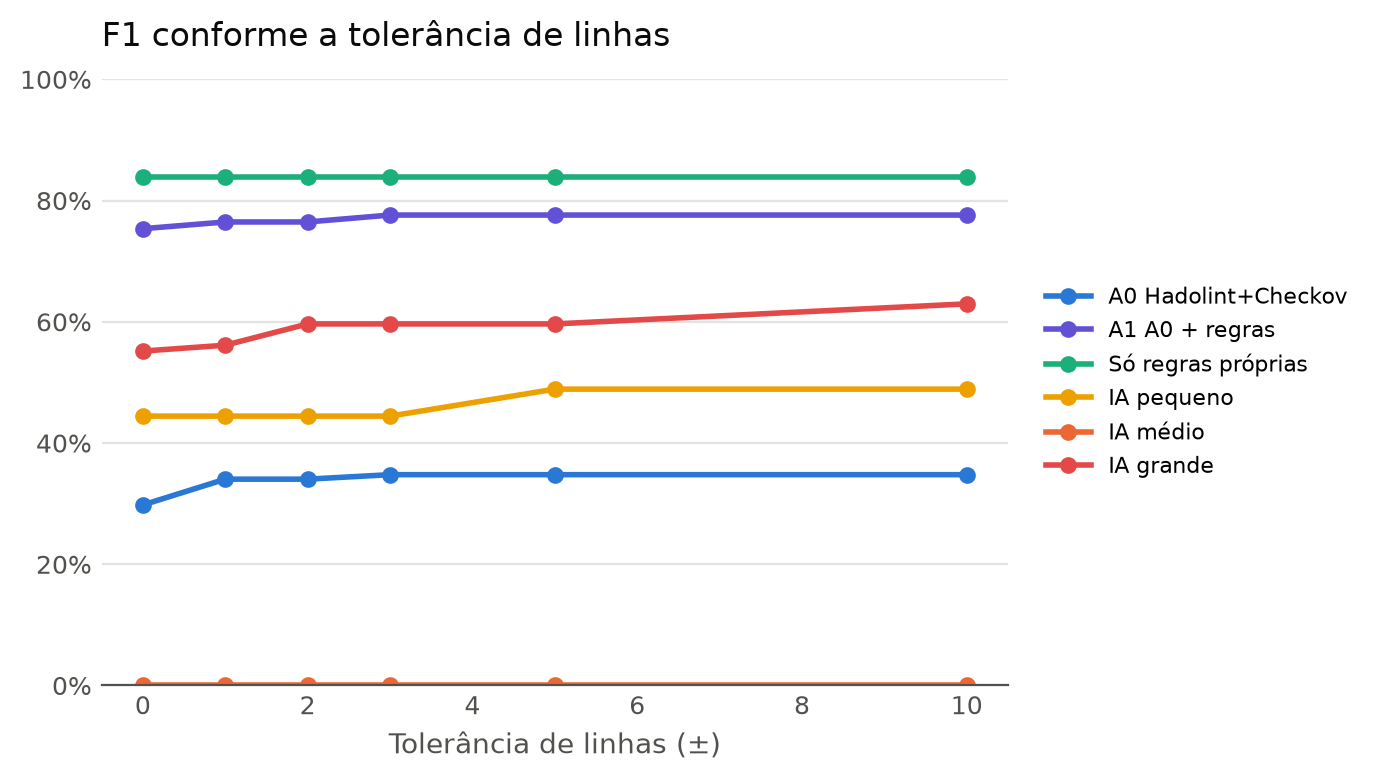 F1 conforme a tolerância de linhas
100%
80%
60%
40%
20%
0%
0 2 4 6 8 10
Tolerância de linhas (±)
A0 Hadolint+Checkov
A1 A0 + regras
Só regras próprias
IA pequeno
IA médio
IA grande